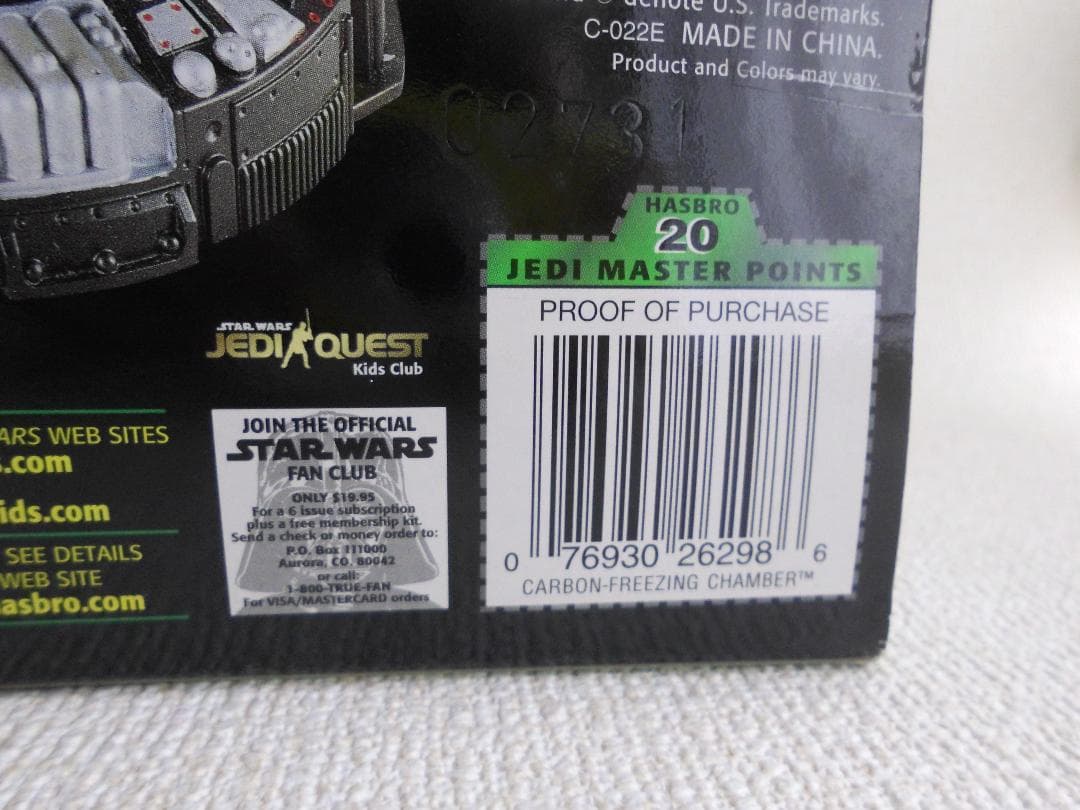 denote U.S. Trademarks.
C-022E MADE IN CHINA.
Product and Colors may vary.
02731
HASBRO
20
JEDI MASTER POINTS
PROOF OF PURCHASE
0 76930 26298 6
CARBON-FREEZING CHAMBER™
STAR WARS
JEDI QUEST
Kids Club
JOIN THE OFFICIAL
STAR WARS
FAN CLUB
ONLY $19.95
For a 6 issue subscription
plus a free membership kit.
Send a check or money order to:
P.O. Box 111000
Aurora, CO. 80042
or call:
1-800-TRUE-FAN
For VISA/MASTERCARD orders
ARS WEB SITES
s.com
ids.com
SEE DETAILS
WEB SITE
asbro.com